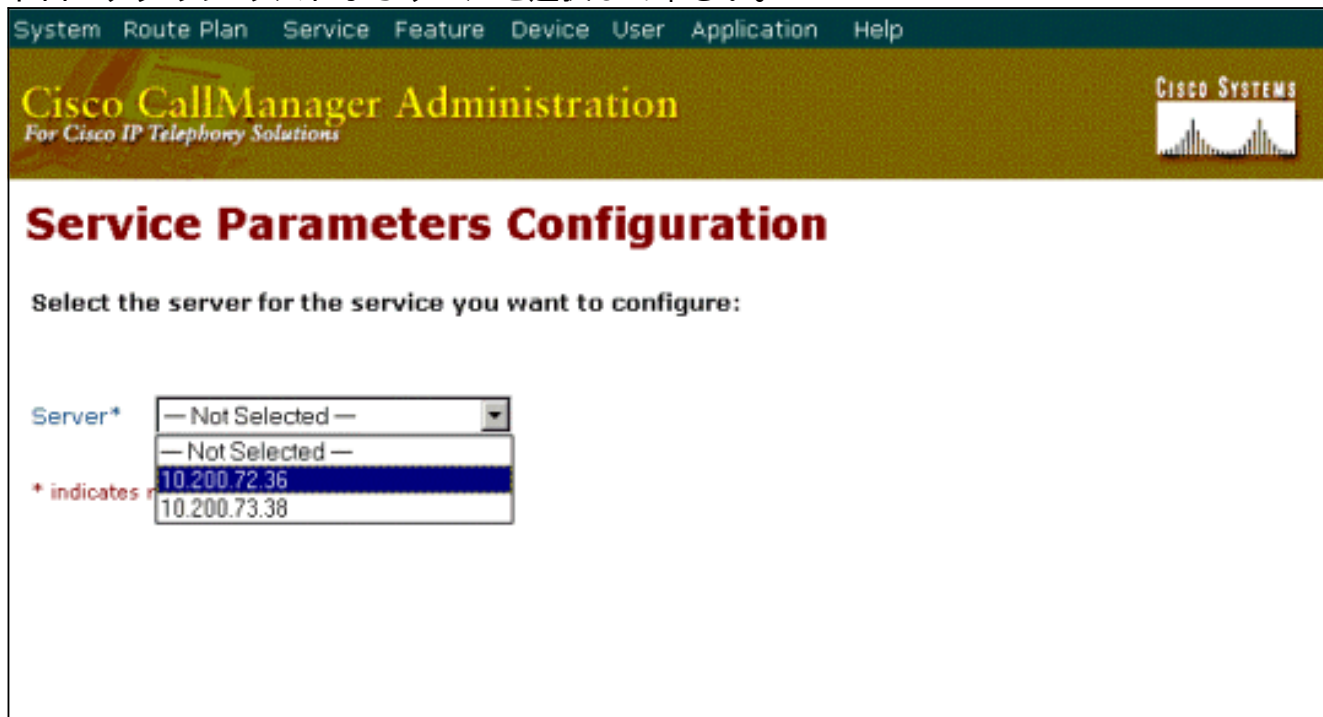 System Route Plan Service Feature Device User Application Help
Cisco CallManager Administration
For Cisco IP Telephony Solutions
CISCO SYSTEMS
Service Parameters Configuration
Select the server for the service you want to configure:
Server* — Not Selected —
— Not Selected —
* indicates
10.200.72.36
10.200.73.38